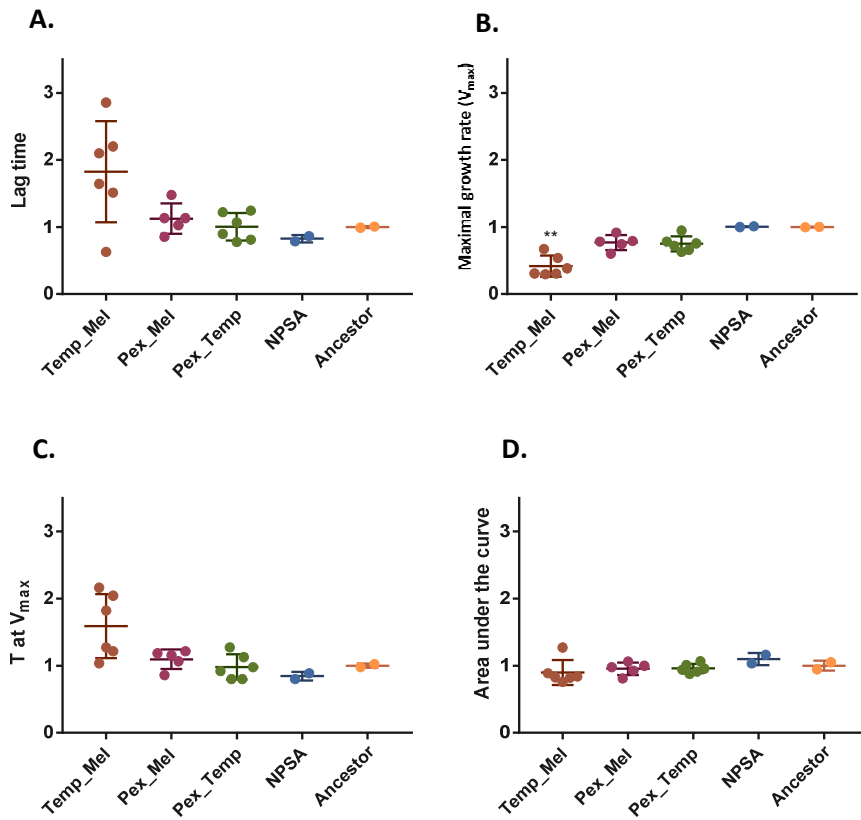 A.
Lag time
3
2
1
0
Temp_Mel
Pex_Mel
Pex_Temp
NPSA
Ancestor
B.
Maximal growth rate (Vmax)
3
2
1
0
**
Temp_Mel
Pex_Mel
Pex_Temp
NPSA
Ancestor
C.
T at Vmax
3
2
1
0
Temp_Mel
Pex_Mel
Pex_Temp
NPSA
Ancestor
D.
Area under the curve
3
2
1
0
Temp_Mel
Pex_Mel
Pex_Temp
NPSA
Ancestor